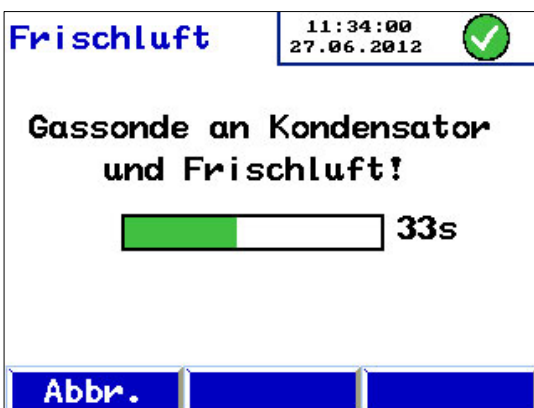 Frischluft
11:34:00
27.06.2012
Gassonde an Kondensator
und Frischluft!
33s
Abbr.